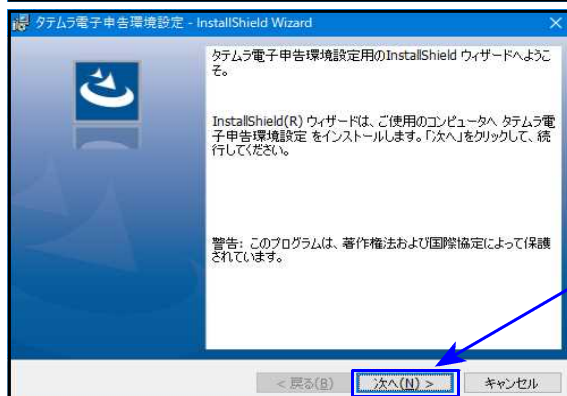 タテムラ電子申告環境設定 - InstallShield Wizard
タテムラ電子申告環境設定用のInstallShield ウィザードへようこ
そ。
InstallShield(R) ウィザードは、ご使用のコンピュータへ タテムラ電
子申告環境設定 をインストールします。「次へ」をクリックして、続
行してください。
警告: このプログラムは、著作権法および国際協定によって保護
されています。
< 戻る(B)
次へ(N) >
キャンセル